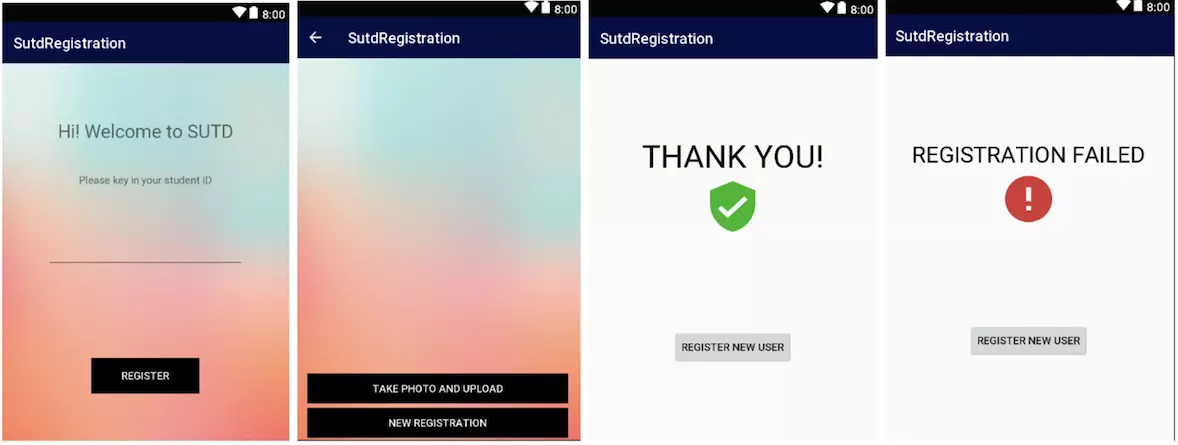 8:00
SutdRegistration
Hi! Welcome to SUTD
Please key in your student ID
REGISTER
8:00
SutdRegistration
TAKE PHOTO AND UPLOAD
NEW REGISTRATION
8:00
SutdRegistration
THANK YOU!
REGISTER NEW USER
8:00
SutdRegistration
REGISTRATION FAILED
REGISTER NEW USER